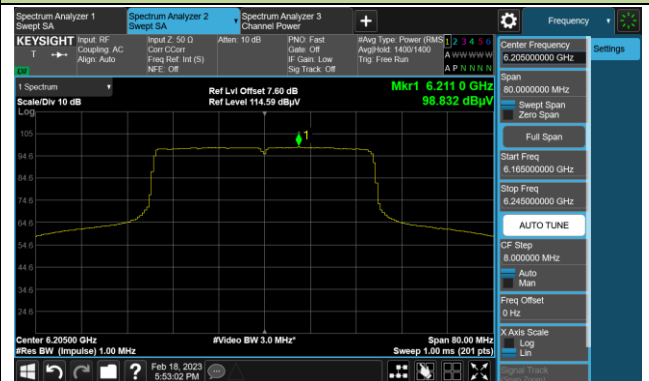 Spectrum Analyzer 1
Swept SA
Spectrum Analyzer 2
Swept SA
Spectrum Analyzer 3
Channel Power
Frequency
KEYSIGHT
Input: RF
Coupling: AC
Align: Auto
Input Z: 50 Ω
Corr CCorr
Freq Ref: Int (S)
NFE: Off
Atten: 10 dB
PNO: Fast
Gate: Off
IF Gain: Low
Sig Track: Off
#Avg Type: Power (RMS
Avg|Hold: 1400/1400
Trig: Free Run
1 2 3 4 5 6
A W W W W W
A P N N N N
T
1 Spectrum
Scale/Div 10 dB
Log
Ref Lvl Offset 7.60 dB
Ref Level 114.59 dBµV
Mkr1 6.211 0 GHz
98.832 dBµV
105
94.6
84.6
74.6
64.6
54.6
44.6
34.6
24.6
1
Center 6.20500 GHz
#Res BW (Impulse) 1.00 MHz
#Video BW 3.0 MHz*
Span 80.00 MHz
Sweep 1.00 ms (201 pts)
Feb 18, 2023
5:53:02 PM
?
Center Frequency
6.205000000 GHz
Settings
Span
80.0000000 MHz
Swept Span
Zero Span
Full Span
Start Freq
6.165000000 GHz
Stop Freq
6.245000000 GHz
AUTO TUNE
CF Step
8.000000 MHz
Auto
Man
Freq Offset
0 Hz
X Axis Scale
Log
Lin
Signal Track
(Span Zoom)